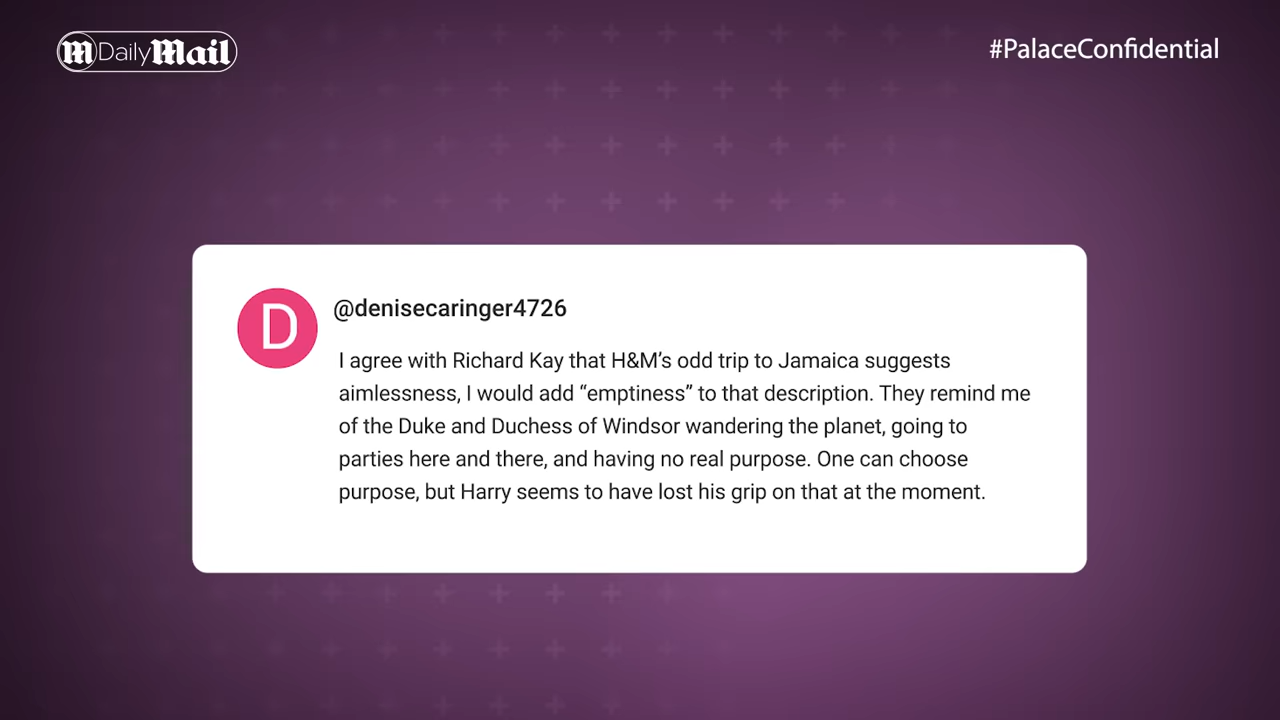 M DailyMail
#PalaceConfidential
D
@denisecaringer4726
I agree with Richard Kay that H&M’s odd trip to Jamaica suggests
aimlessness, I would add “emptiness” to that description. They remind me
of the Duke and Duchess of Windsor wandering the planet, going to
parties here and there, and having no real purpose. One can choose
purpose, but Harry seems to have lost his grip on that at the moment.